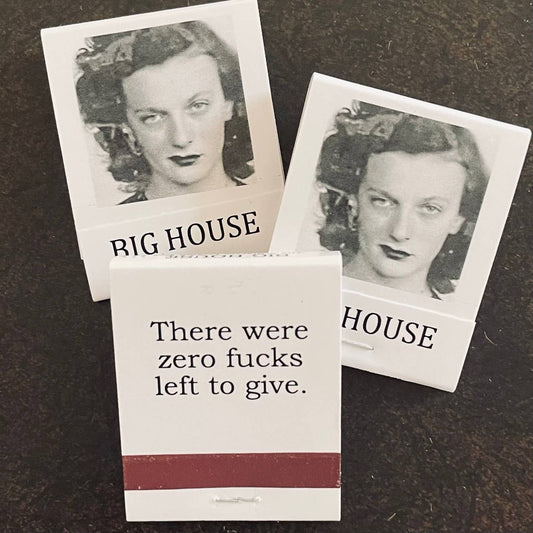 BIG HOUSE
HOUSE
There were
zero fucks
left to give.